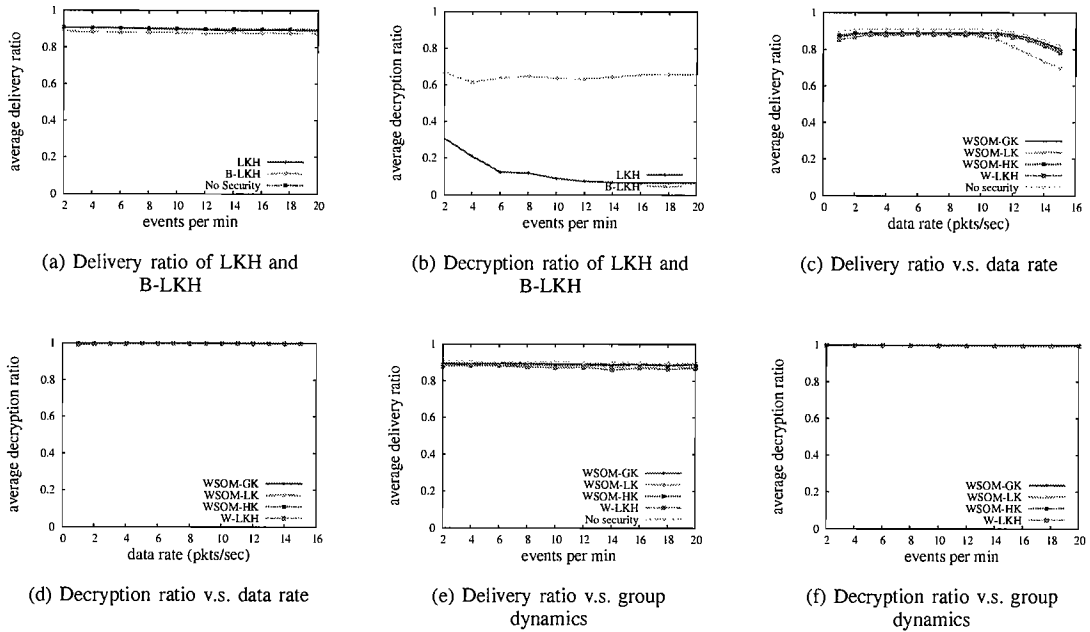 average delivery ratio
1
0.8
0.6
0.4
0.2
0
LKH
B-LKH
No Security
2 4 6 8 10 12 14 16 18 20
events per min
(a) Delivery ratio of LKH and
B-LKH
average decryption ratio
1
0.8
0.6
0.4
0.2
0
LKH
B-LKH
2 4 6 8 10 12 14 16 18 20
events per min
(b) Decryption ratio of LKH and
B-LKH
average delivery ratio
1
0.8
0.6
0.4
0.2
0
WSOM-GK
WSOM-LK
WSOM-HK
W-LKH
No security
0 2 4 6 8 10 12 14 16
data rate (pkts/sec)
(c) Delivery ratio v.s. data rate
average decryption ratio
1
0.8
0.6
0.4
0.2
0
WSOM-GK
WSOM-LK
WSOM-HK
W-LKH
0 2 4 6 8 10 12 14 16
data rate (pkts/sec)
(d) Decryption ratio v.s. data rate
average delivery ratio
1
0.8
0.6
0.4
0.2
0
WSOM-GK
WSOM-LK
WSOM-HK
W-LKH
No security
2 4 6 8 10 12 14 16 18 20
events per min
(e) Delivery ratio v.s. group
dynamics
average decryption ratio
1
0.8
0.6
0.4
0.2
0
WSOM-GK
WSOM-LK
WSOM-HK
W-LKH
2 4 6 8 10 12 14 16 18 20
events per min
(f) Decryption ratio v.s. group
dynamics